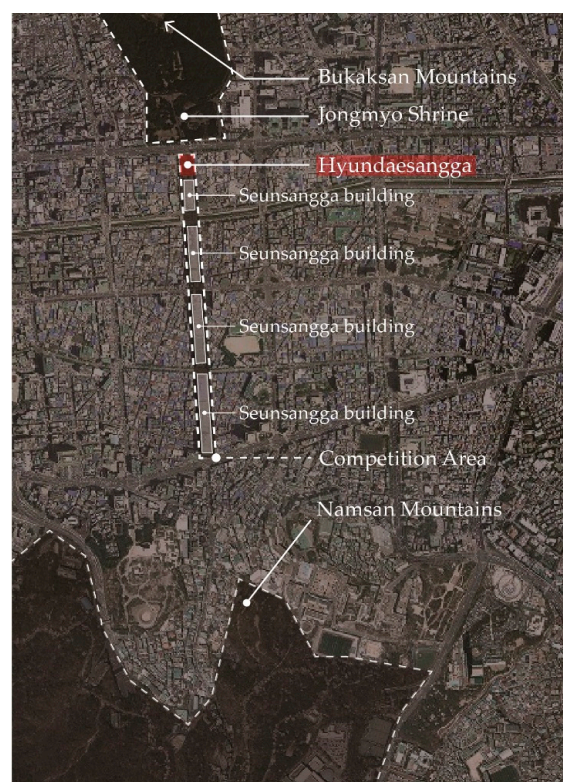 Bukaksan Mountains
Jongmyo Shrine
Hyundaesangga
Seunsangga building
Seunsangga building
Seunsangga building
Seunsangga building
Competition Area
Namsan Mountains